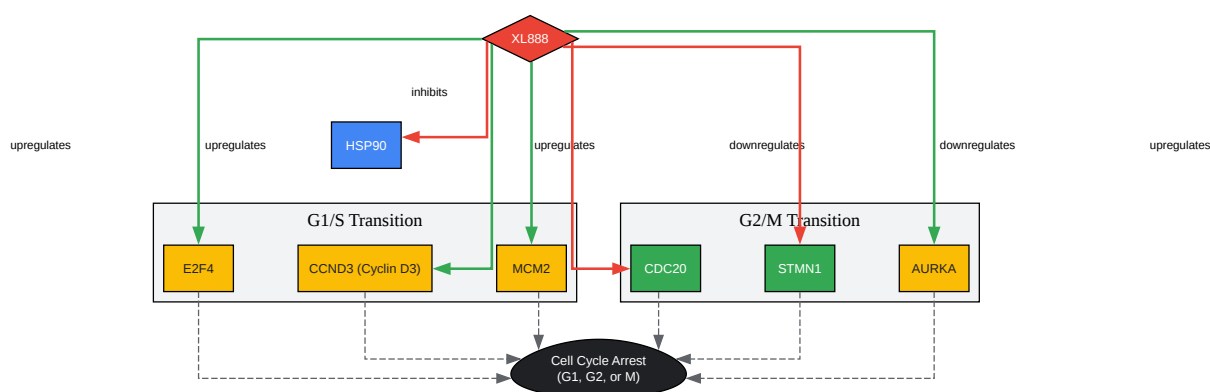 XL888
inhibits
HSP90
upregulates
upregulates
upregulates
downregulates
downregulates
upregulates
G1/S Transition
G2/M Transition
E2F4
CCND3 (Cyclin D3)
MCM2
CDC20
STMN1
AURKA
Cell Cycle Arrest
(G1, G2, or M)